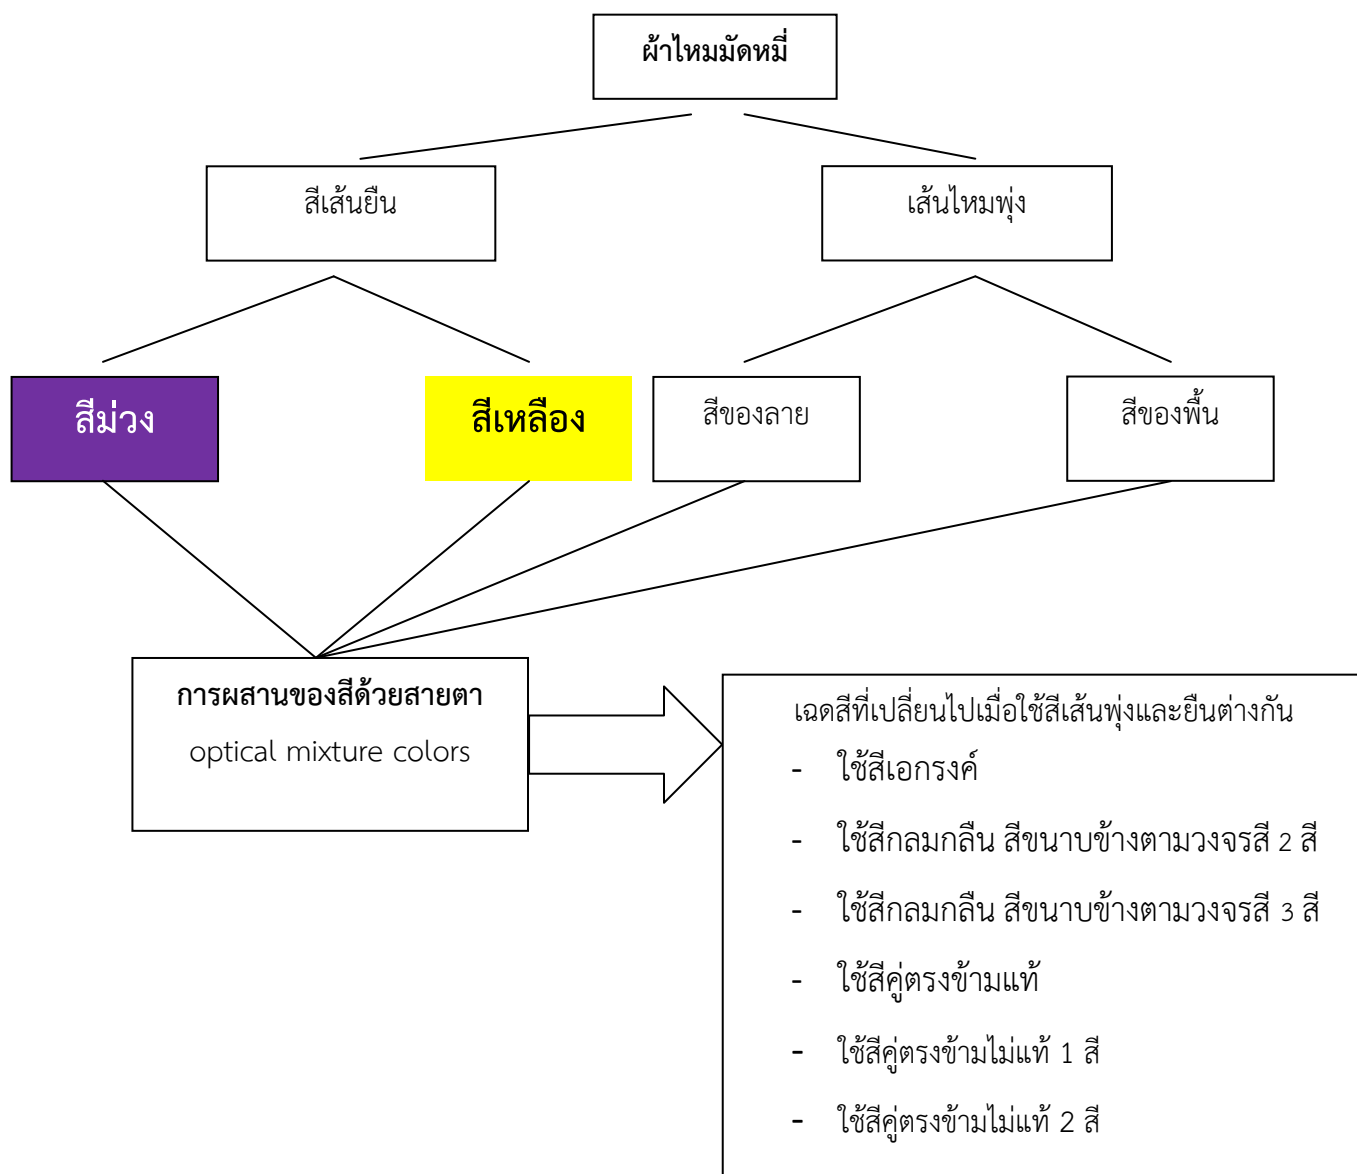 ผ้าไหมมัดหมี่
สีเส้นยืน
เส้นไหมพุ่ง
สีม่วง
สีเหลือง
สีของลาย
สีของพื้น
การผสานของสีด้วยสายตา
optical mixture colors
เฉดสีที่เปลี่ยนไปเมื่อใช้สีเส้นพุ่งและยืนต่างกัน
- ใช้สีเอกรงค์
- ใช้สีกลมกลืน สีขนาบข้างตามวงจรสี 2 สี
- ใช้สีกลมกลืน สีขนาบข้างตามวงจรสี 3 สี
- ใช้สีคู่ตรงข้ามแท้
- ใช้สีคู่ตรงข้ามไม่แท้ 1 สี
- ใช้สีคู่ตรงข้ามไม่แท้ 2 สี